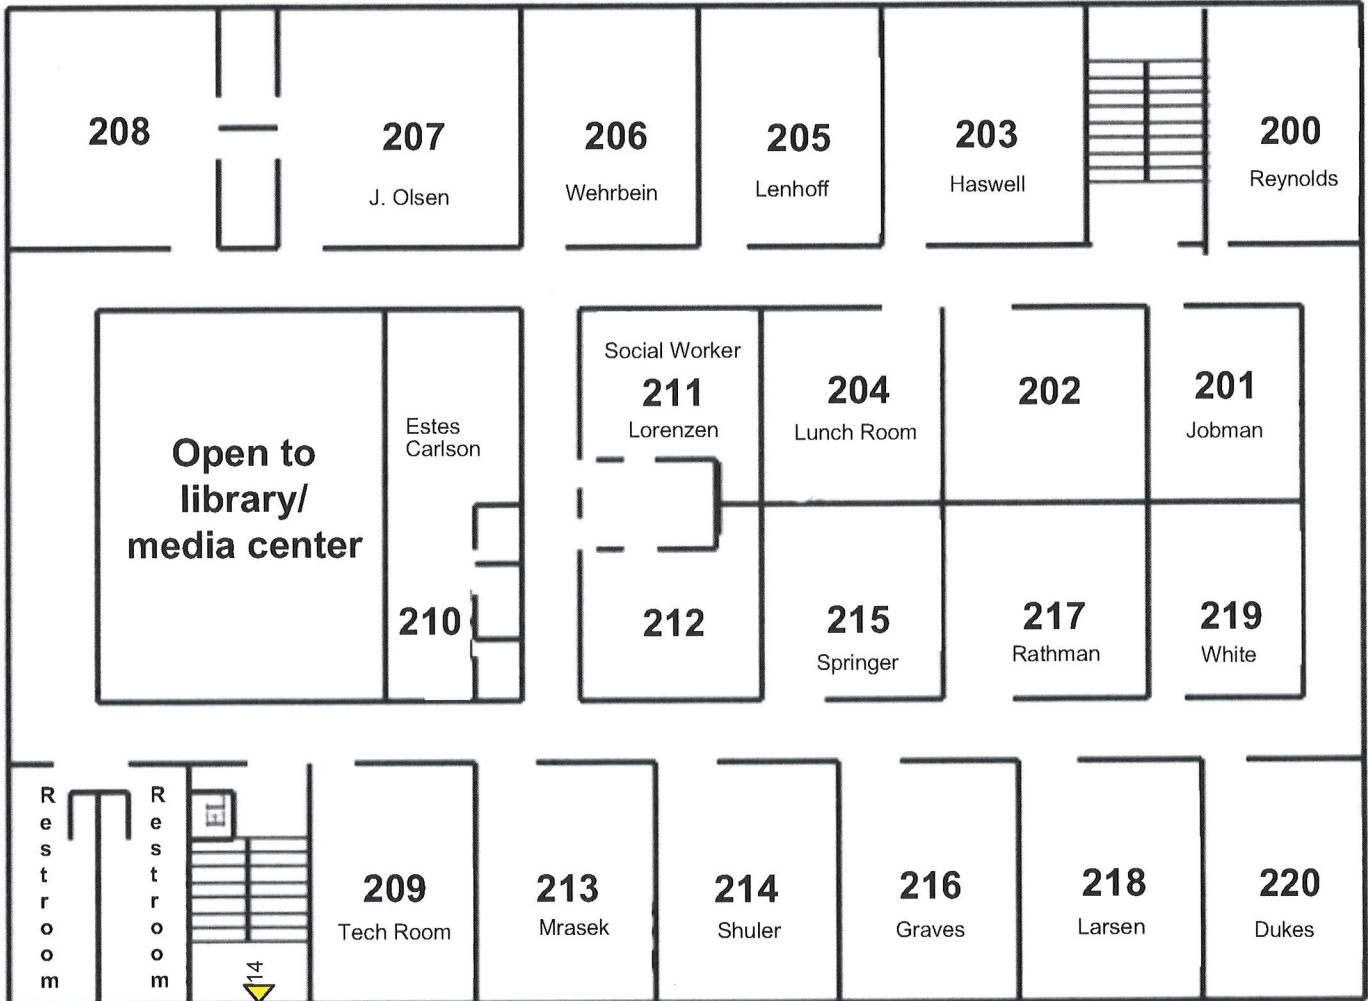 208
207
J. Olsen
206
Wehrbein
205
Lenhoff
203
Haswell
200
Reynolds
Open to
library/
media center
Estes
Carlson
210
Social Worker
211
Lorenzen
204
Lunch Room
202
201
Jobman
212
215
Springer
217
Rathman
219
White
Restroom
Restroom
14
209
Tech Room
213
Mrasek
214
Shuler
216
Graves
218
Larsen
220
Dukes